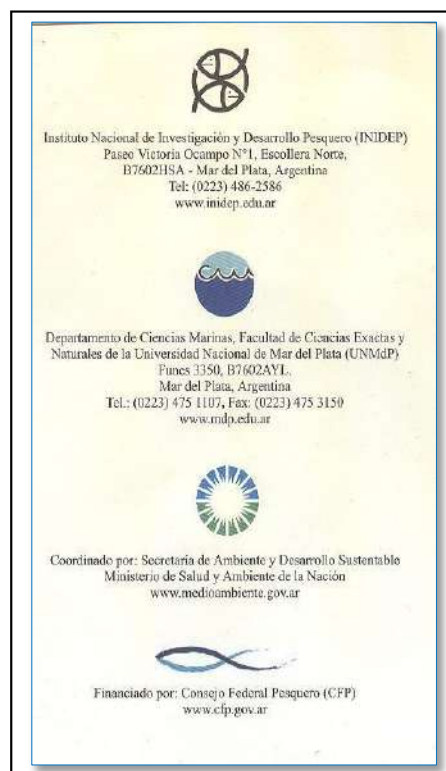 Instituto Nacional de Investigación y Desarrollo Pesquero (INIDEP)
Paseo Victoria Ocampo N°1, Escollera Norte,
B7602HSA - Mar del Plata, Argentina
Tel: (0223) 486-2586
www.inidep.edu.ar
Departamento de Ciencias Marinas, Facultad de Ciencias Exactas y
Naturales de la Universidad Nacional de Mar del Plata (UNMdP)
Funes 3350, B7602AYL.
Mar del Plata, Argentina
Tel.: (0223) 475 1107, Fax: (0223) 475 3150
www.mdp.edu.ar
Coordinado por: Secretaría de Ambiente y Desarrollo Sustentable
Ministerio de Salud y Ambiente de la Nación
www.medioambiente.gov.ar
Financiado por: Consejo Federal Pesquero (CFP)
www.cfp.gov.ar